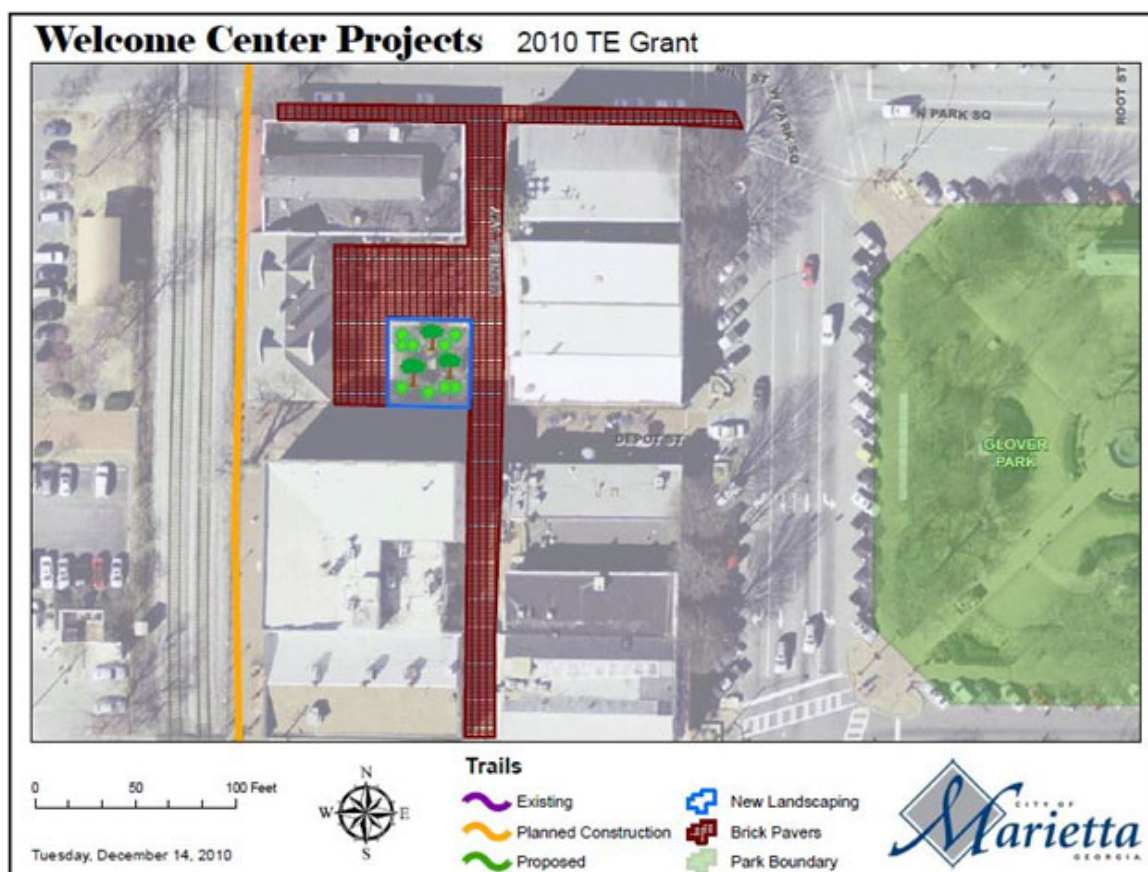 Welcome Center Projects 2010 TE Grant
MILL ST
W PARK SQ
N PARK SQ
ROOT ST
DEPOT ST
GLOVER
PARK
0 50 100 Feet
N
W E
S
Trails
Existing
Planned Construction
Proposed
New Landscaping
Brick Pavers
Park Boundary
CITY OF
Marietta
GEORGIA
Tuesday, December 14, 2010